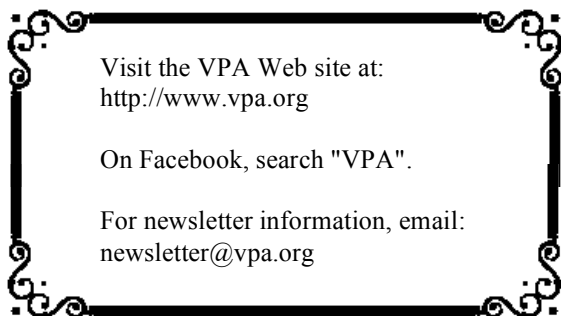 Visit the VPA Web site at:
http://www.vpa.org
On Facebook, search "VPA".
For newsletter information, email:
newsletter@vpa.org